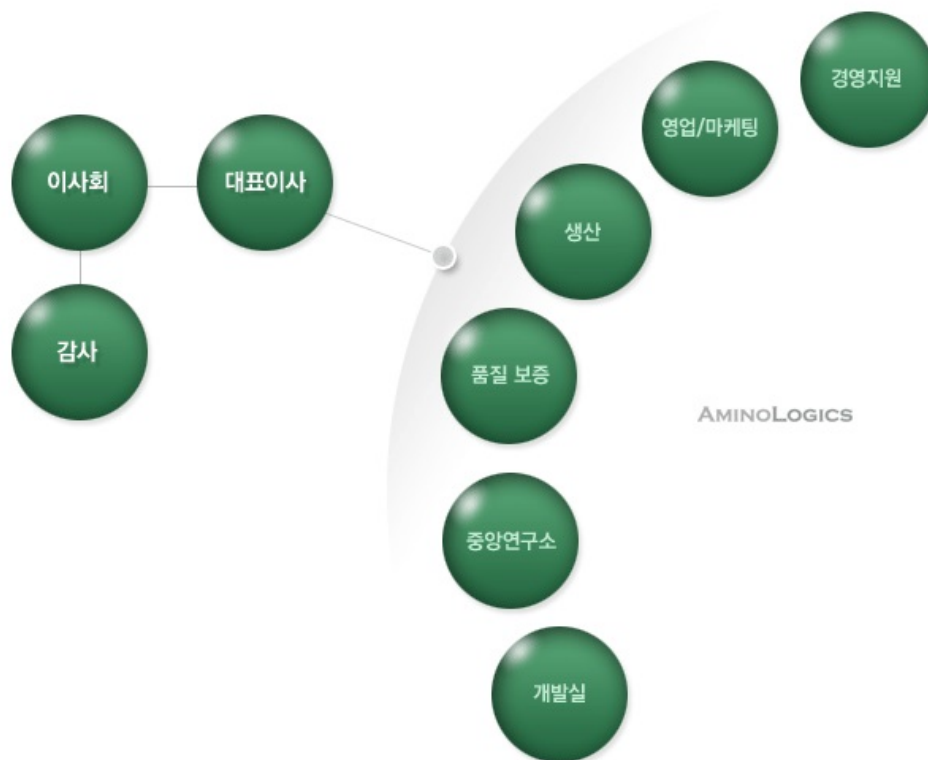 이사회
대표이사
감사
경영지원
영업/마케팅
생산
품질 보증
중앙연구소
개발실
AMINOLOGICS